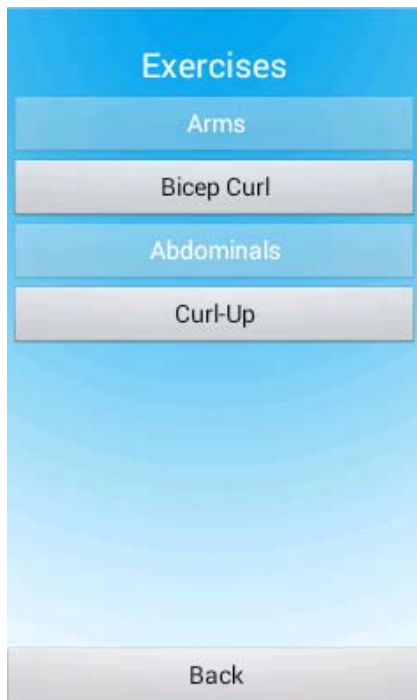 Exercises
Arms
Bicep Curl
Abdominals
Curl-Up
Back